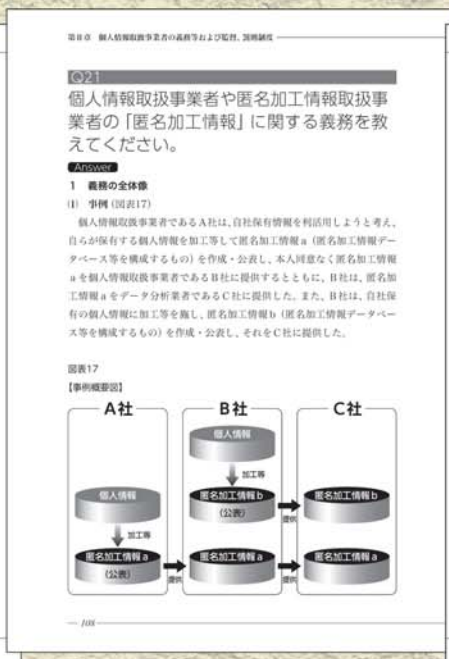 第Ⅱ章 個人情報取扱事業者の義務等および監督、罰則制度
Q21
個人情報取扱事業者や匿名加工情報取扱事
業者の「匿名加工情報」に関する義務を教
えてください。
Answer
1 義務の全体像
(1) 事例（図表17）
個人情報取扱事業者であるA社は、自社保有情報を利活用しようと考え、
自らが保有する個人情報を加工等して匿名加工情報a（匿名加工情報デー
タベース等を構成するもの）を作成・公表し、本人同意なく匿名加工情報
aを個人情報取扱事業者であるB社に提供するとともに、B社は、匿名加
工情報aをデータ分析業者であるC社に提供した。また、B社は、自社保
有の個人情報に加工等を施し、匿名加工情報b（匿名加工情報データベー
ス等を構成するもの）を作成・公表し、それをC社に提供した。
図表17
【事例概要図】
A社 B社 C社
個人情報
加工等
個人情報 匿名加工情報b 匿名加工情報b
（公表） 提供
加工等
匿名加工情報a 匿名加工情報a 匿名加工情報a
（公表） 提供 提供